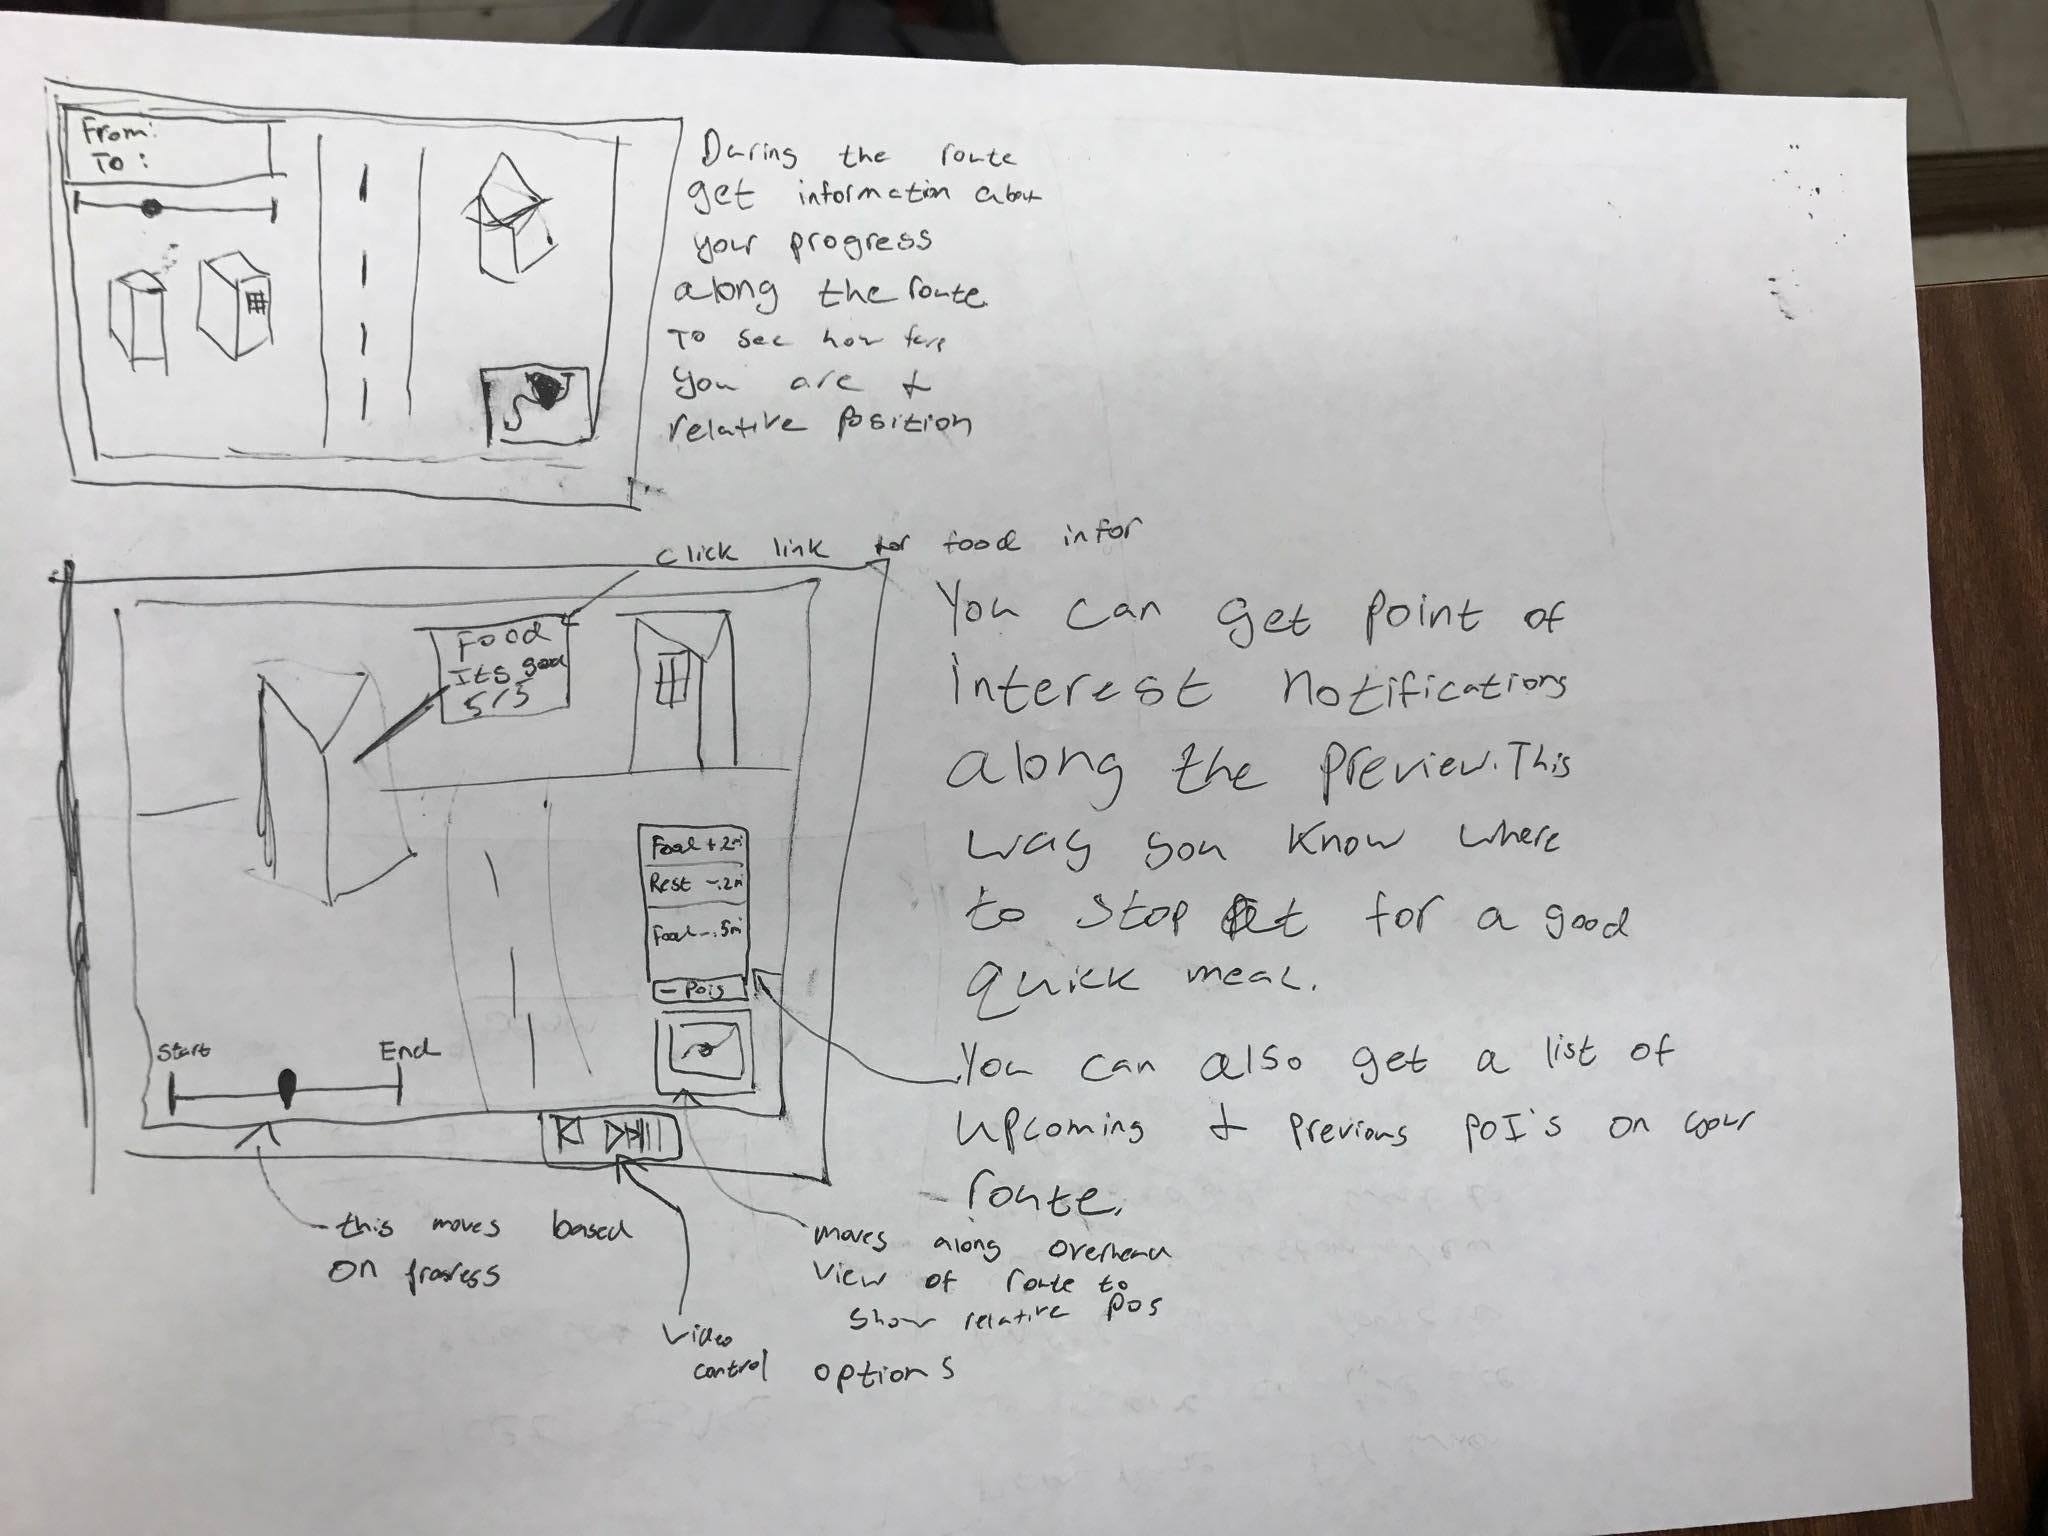 From:
To:
During the route
get information about
your progress
along the route
To see how far
you are &
relative position
click link for food infor
Food
Its good
5/5
You can get point of
interest notifications
along the preview. This
way you know where
to stop for a good
quick meal.
Food +.2mi
Rest -.2mi
Food -.5mi
- Pois
You can also get a list of
upcoming & previous POI's on your
route.
Start
End
this moves based
on progress
video
control options
moves along overhead
view of route to
show relative pos